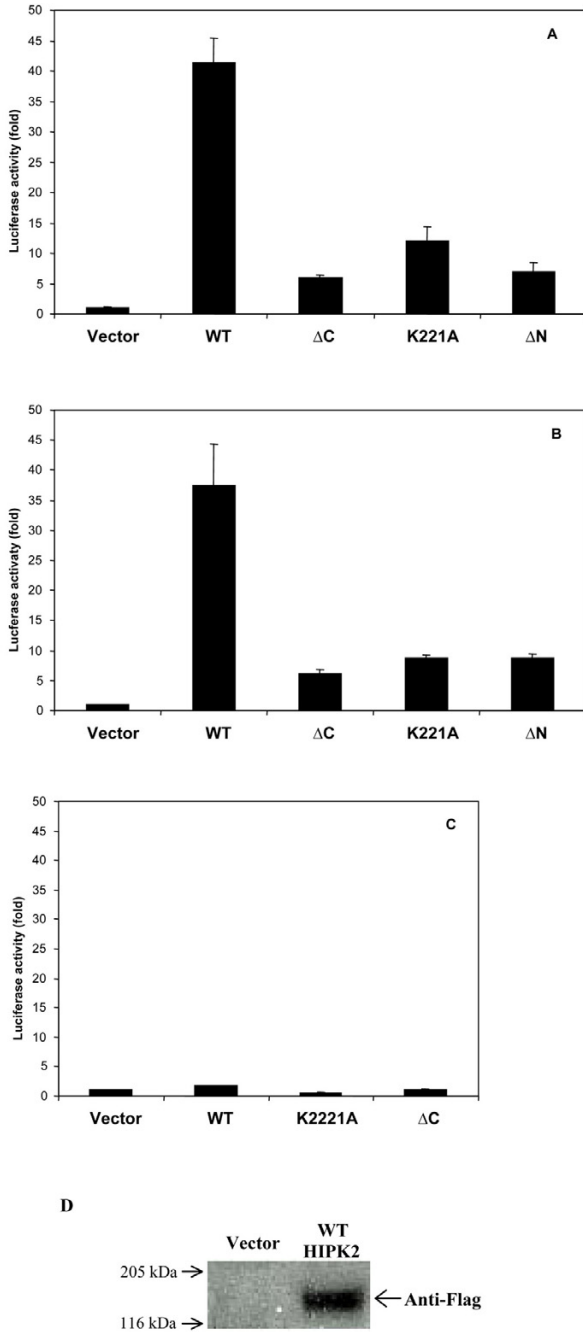 A
Luciferase activity (fold)
50
45
40
35
30
25
20
15
10
5
0
Vector WT ΔC K221A ΔN
B
Lucferase activaty (fold)
50
45
40
35
30
25
20
15
10
5
0
Vector WT ΔC K221A ΔN
C
Luciferase activity (fold)
50
45
40
35
30
25
20
15
10
5
0
Vector WT K2221A ΔC
D
Vector WT
HIPK2
205 kDa
Anti-Flag
116 kDa